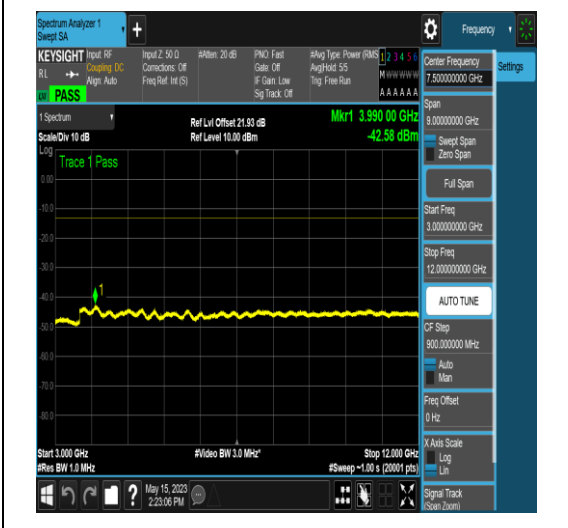 Spectrum Analyzer 1
Swept SA
Frequency
KEYSIGHT
RL
PASS
Input: RF
Coupling: DC
Align: Auto
Input Z: 50 Ω
Corrections: Off
Freq Ref: Int (S)
#Atten: 20 dB
PNO: Fast
Gate: Off
IF Gain: Low
Sig Track: Off
#Avg Type: Power (RMS
Avg|Hold: 5/5
Trig: Free Run
1 2 3 4 5 6
M W W W W W
A A A A A A
1 Spectrum
Scale/Div 10 dB
Ref Lvl Offset 21.93 dB
Ref Level 10.00 dBm
Mkr1 3.990 00 GHz
-42.58 dBm
Log
Trace 1 Pass
0.00
-10.0
-20.0
-30.0
-40.0
-50.0
-60.0
-70.0
-80.0
1
Start 3.000 GHz
#Res BW 1.0 MHz
#Video BW 3.0 MHz*
Stop 12.000 GHz
#Sweep ~1.00 s (20001 pts)
?
May 15, 2023
2:23:06 PM
Settings
Center Frequency
7.500000000 GHz
Span
9.00000000 GHz
Swept Span
Zero Span
Full Span
Start Freq
3.000000000 GHz
Stop Freq
12.000000000 GHz
AUTO TUNE
CF Step
900.000000 MHz
Auto
Man
Freq Offset
0 Hz
X Axis Scale
Log
Lin
Signal Track
(Span Zoom)